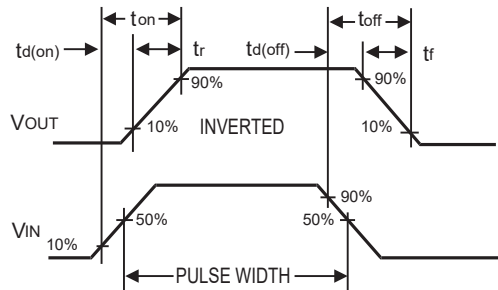 ton toff
td(on) tr td(off) tf
90% 90%
VOUT 10% INVERTED 10%
90%
50% 50%
VIN 10%
PULSE WIDTH